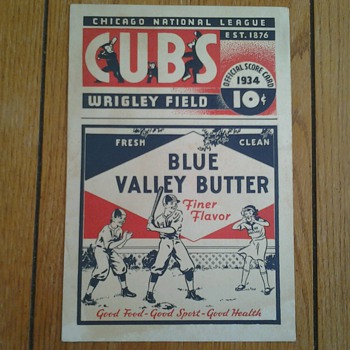 CHICAGO NATIONAL LEAGUE
EST. 1876
CUBS
OFFICIAL SCORE CARD
1934
10¢
WRIGLEY FIELD
FRESH
CLEAN
BLUE
VALLEY BUTTER
Finer
Flavor
Good Food - Good Sport - Good Health